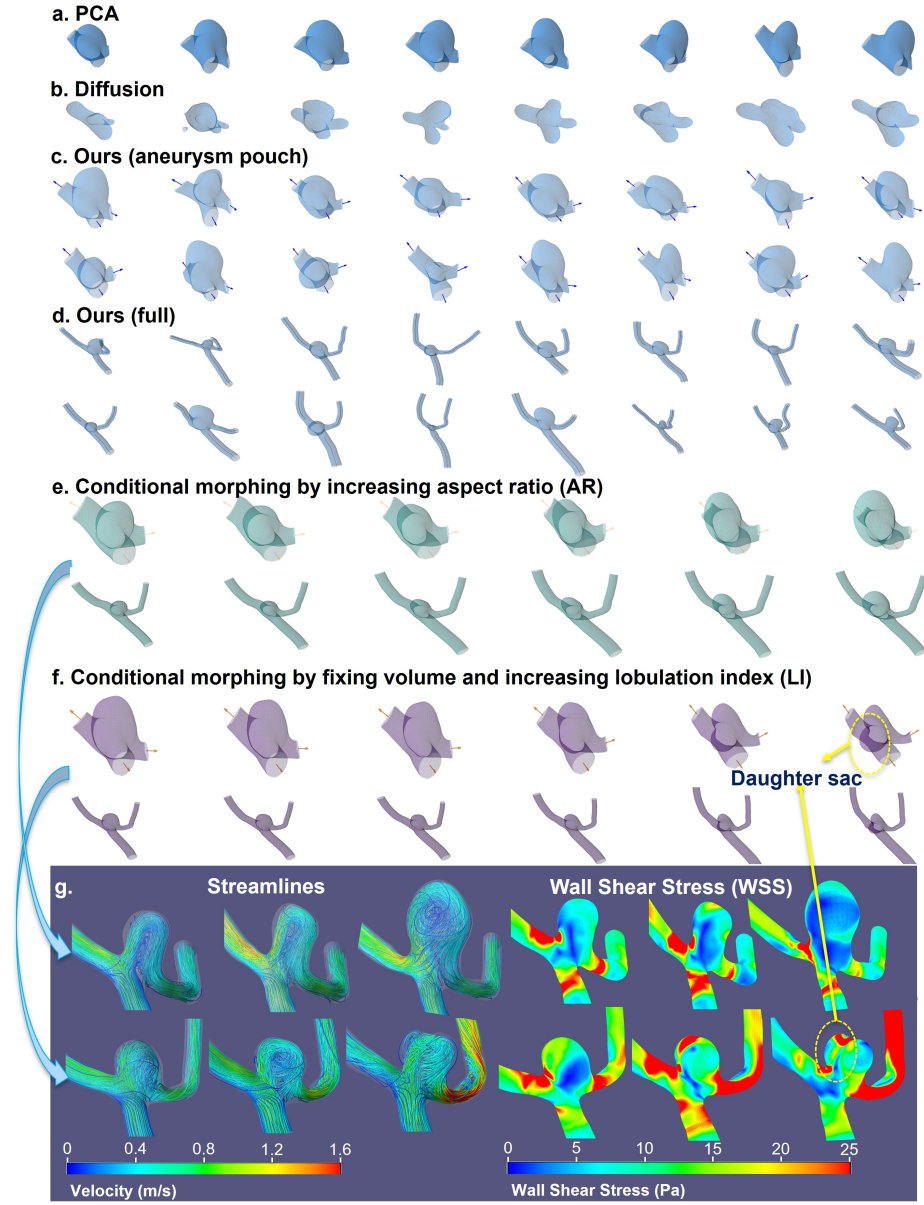 a. PCA
b. Diffusion
c. Ours (aneurysm pouch)
d. Ours (full)
e. Conditional morphing by increasing aspect ratio (AR)
f. Conditional morphing by fixing volume and increasing lobulation index (LI)
Daughter sac
g. Streamlines Wall Shear Stress (WSS)
0 0.4 0.8 1.2 1.6
Velocity (m/s)
0 5 10 15 20 25
Wall Shear Stress (Pa)